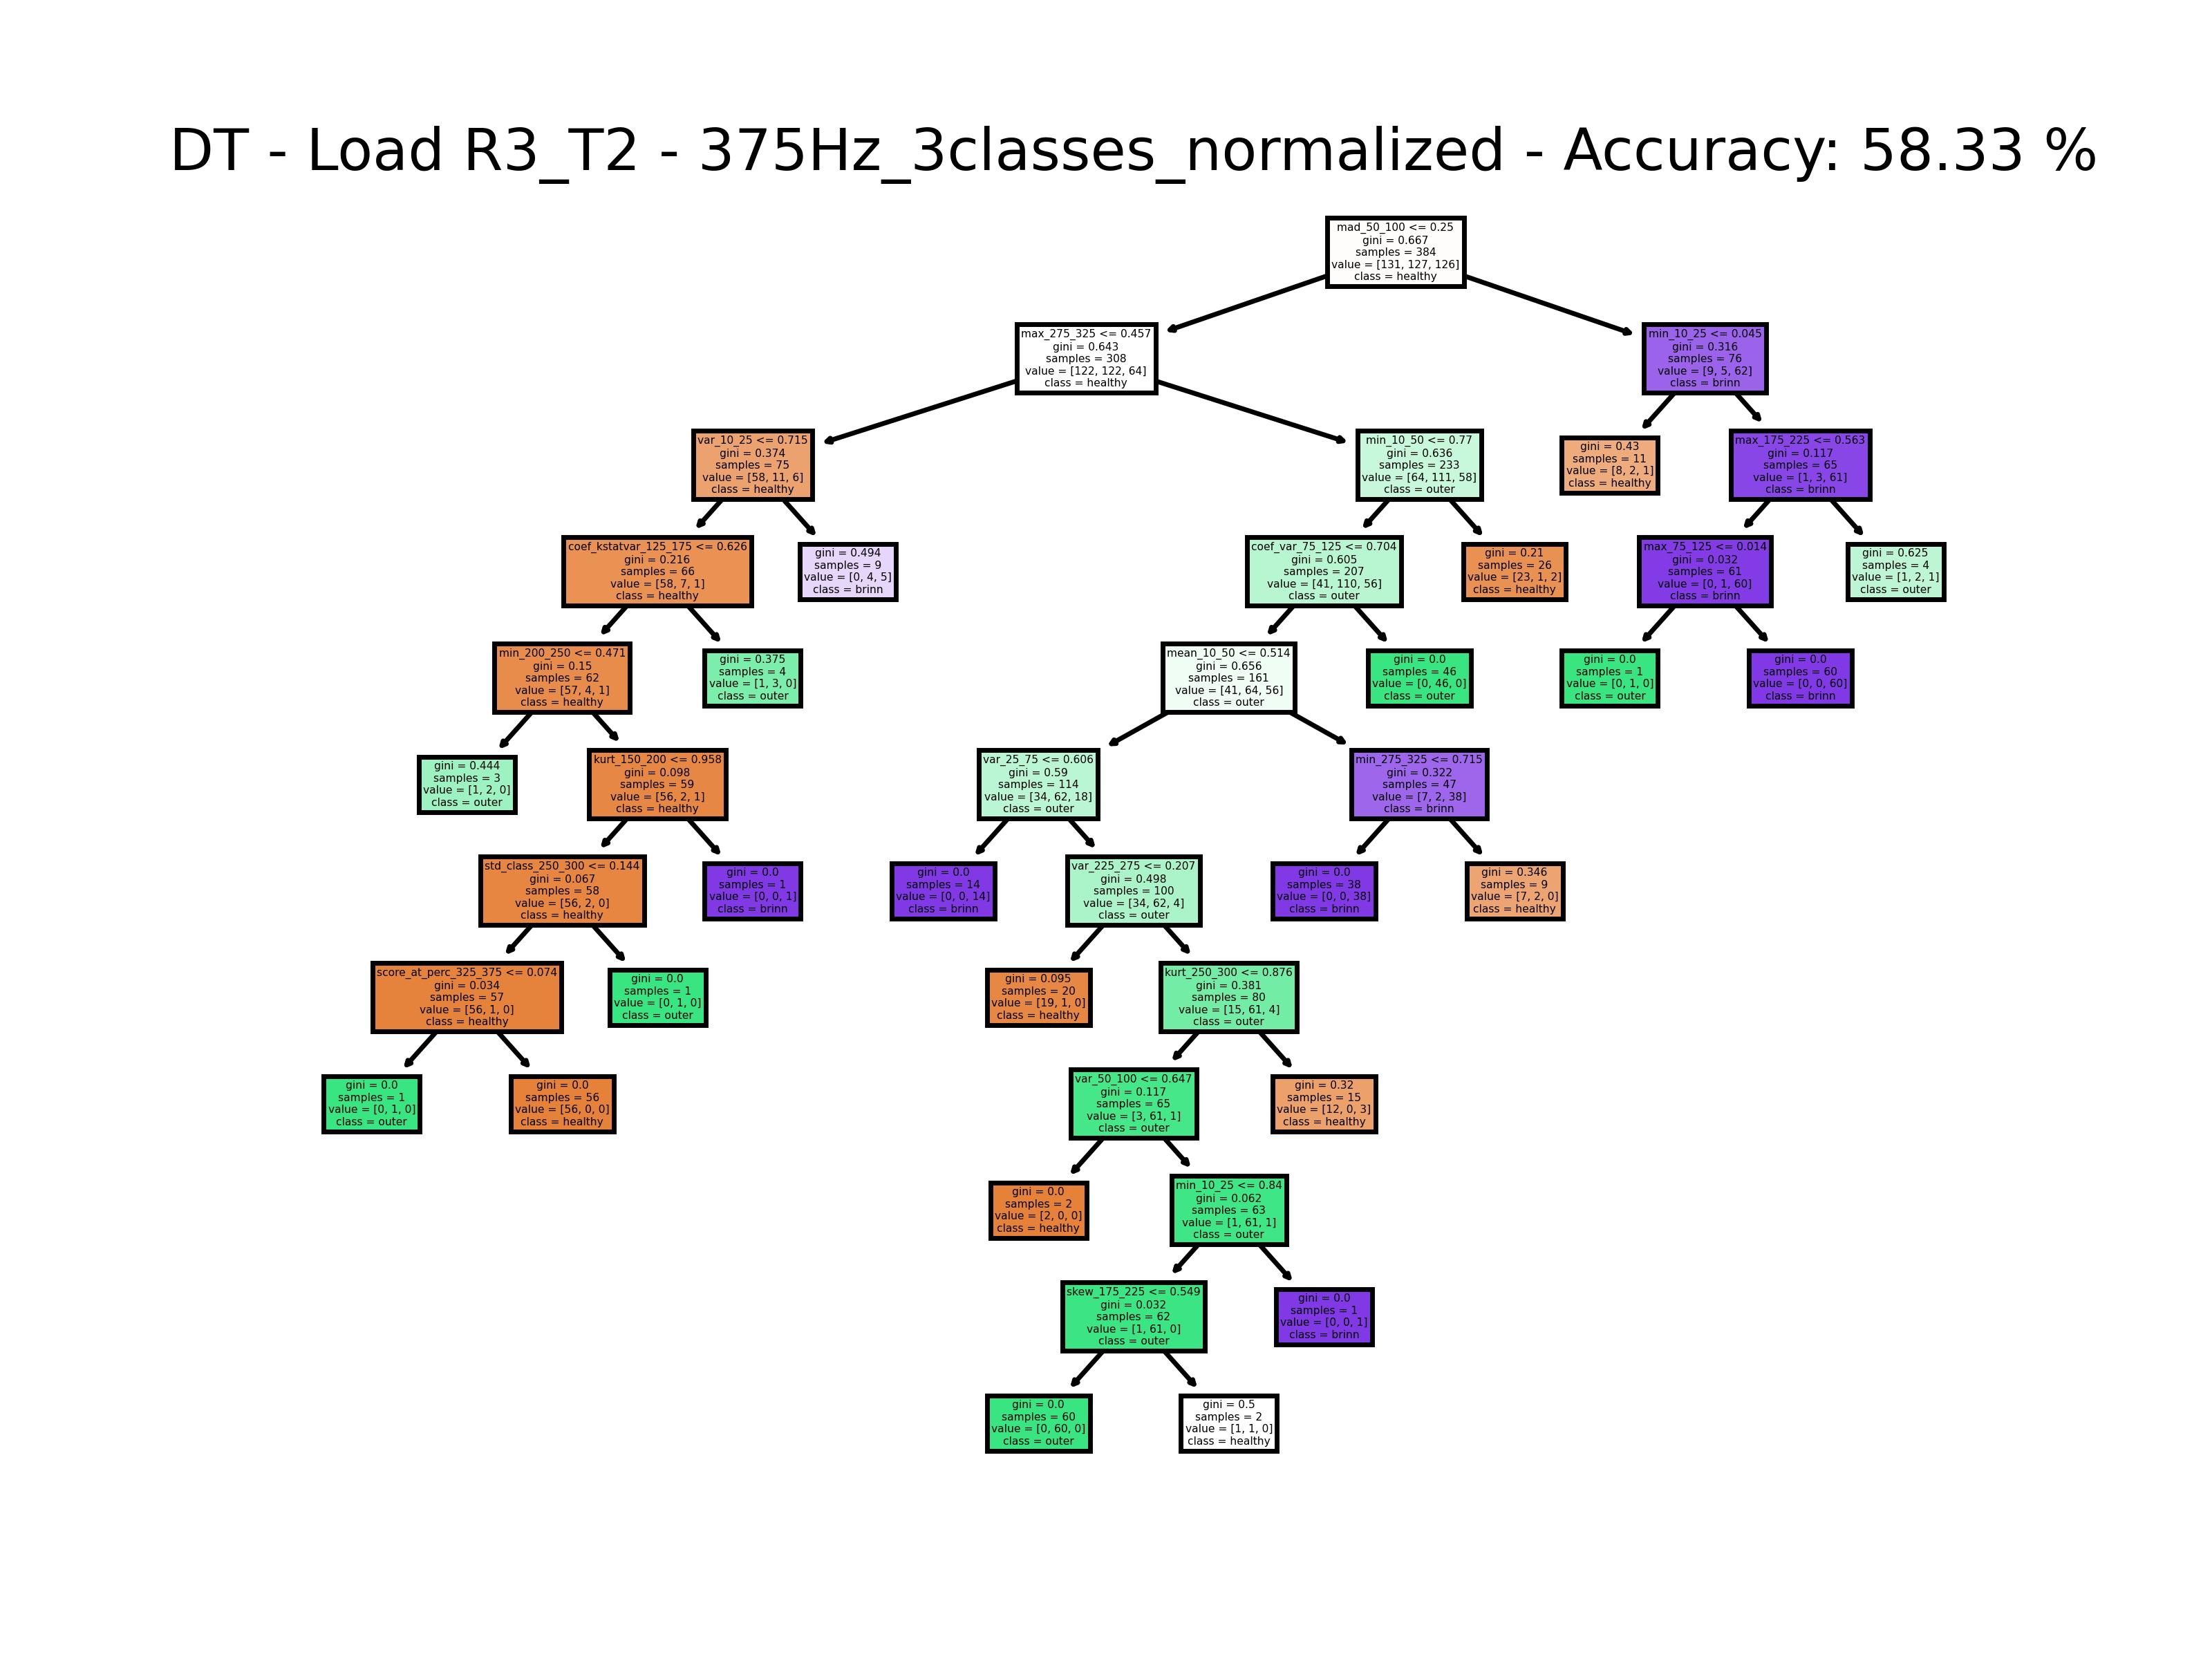 DT - Load R3_T2 - 375Hz_3classes_normalized - Accuracy: 58.33 %
mad_50_100 <= 0.25
gini = 0.667
samples = 384
value = [131, 127, 126]
class = healthy
max_275_325 <= 0.457
gini = 0.643
samples = 308
value = [122, 122, 64]
class = healthy
min_10_25 <= 0.045
gini = 0.316
samples = 76
value = [9, 5, 62]
class = brinn
var_10_25 <= 0.715
gini = 0.374
samples = 75
value = [58, 11, 6]
class = healthy
min_10_50 <= 0.77
gini = 0.636
samples = 233
value = [64, 111, 58]
class = outer
gini = 0.43
samples = 11
value = [8, 2, 1]
class = healthy
max_175_225 <= 0.563
gini = 0.117
samples = 65
value = [1, 3, 61]
class = brinn
coef_kstatvar_125_175 <= 0.626
gini = 0.216
samples = 66
value = [58, 7, 1]
class = healthy
gini = 0.494
samples = 9
value = [0, 4, 5]
class = brinn
coef_var_75_125 <= 0.704
gini = 0.605
samples = 207
value = [41, 110, 56]
class = outer
gini = 0.21
samples = 26
value = [23, 1, 2]
class = healthy
max_75_125 <= 0.014
gini = 0.032
samples = 61
value = [0, 1, 60]
class = brinn
gini = 0.625
samples = 4
value = [1, 2, 1]
class = outer
min_200_250 <= 0.471
gini = 0.15
samples = 62
value = [57, 4, 1]
class = healthy
gini = 0.375
samples = 4
value = [1, 3, 0]
class = outer
mean_10_50 <= 0.514
gini = 0.656
samples = 161
value = [41, 64, 56]
class = outer
gini = 0.0
samples = 46
value = [0, 46, 0]
class = outer
gini = 0.0
samples = 1
value = [0, 1, 0]
class = outer
gini = 0.0
samples = 60
value = [0, 0, 60]
class = brinn
gini = 0.444
samples = 3
value = [1, 2, 0]
class = outer
kurt_150_200 <= 0.958
gini = 0.098
samples = 59
value = [56, 2, 1]
class = healthy
var_25_75 <= 0.606
gini = 0.59
samples = 114
value = [34, 62, 18]
class = outer
min_275_325 <= 0.715
gini = 0.322
samples = 47
value = [7, 2, 38]
class = brinn
std_class_250_300 <= 0.144
gini = 0.067
samples = 58
value = [56, 2, 0]
class = healthy
gini = 0.0
samples = 1
value = [0, 0, 1]
class = brinn
gini = 0.0
samples = 14
value = [0, 0, 14]
class = brinn
var_225_275 <= 0.207
gini = 0.498
samples = 100
value = [34, 62, 4]
class = outer
gini = 0.0
samples = 38
value = [0, 0, 38]
class = brinn
gini = 0.346
samples = 9
value = [7, 2, 0]
class = healthy
score_at_perc_325_375 <= 0.074
gini = 0.034
samples = 57
value = [56, 1, 0]
class = healthy
gini = 0.0
samples = 1
value = [0, 1, 0]
class = outer
gini = 0.095
samples = 20
value = [19, 1, 0]
class = healthy
kurt_250_300 <= 0.876
gini = 0.381
samples = 80
value = [15, 61, 4]
class = outer
gini = 0.0
samples = 1
value = [0, 1, 0]
class = outer
gini = 0.0
samples = 56
value = [56, 0, 0]
class = healthy
var_50_100 <= 0.647
gini = 0.117
samples = 65
value = [3, 61, 1]
class = outer
gini = 0.32
samples = 15
value = [12, 0, 3]
class = healthy
gini = 0.0
samples = 2
value = [2, 0, 0]
class = healthy
min_10_25 <= 0.84
gini = 0.062
samples = 63
value = [1, 61, 1]
class = outer
skew_175_225 <= 0.549
gini = 0.032
samples = 62
value = [1, 61, 0]
class = outer
gini = 0.0
samples = 1
value = [0, 0, 1]
class = brinn
gini = 0.0
samples = 60
value = [0, 60, 0]
class = outer
gini = 0.5
samples = 2
value = [1, 1, 0]
class = healthy